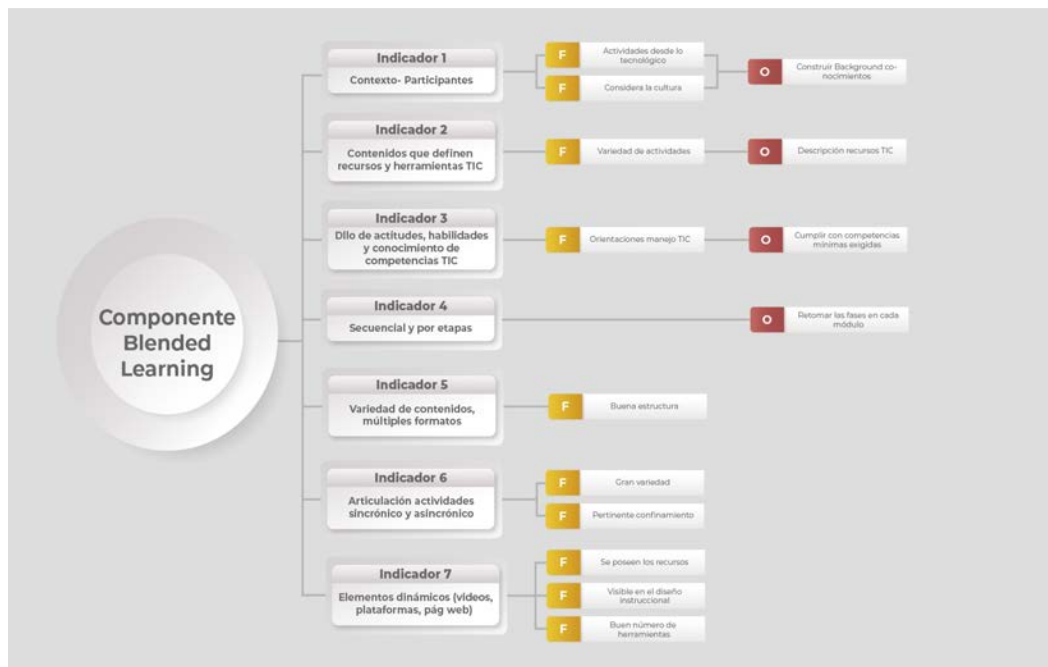 Componente
Blended
Learning
Indicador 1
Contexto- Participantes
F
Actividades desde lo
tecnológico
F
Considera la cultura
O
Construir Background co-
nocimientos
Indicador 2
Contenidos que definen
recursos y herramientas TIC
F
Variedad de actividades
O
Descripción recursos TIC
Indicador 3
Dllo de actitudes, habilidades
y conocimiento de
competencias TIC
F
Orientaciones manejo TIC
O
Cumplir con competencias
mínimas exigidas
Indicador 4
Secuencial y por etapas
O
Retomar las fases en cada
módulo
Indicador 5
Variedad de contenidos,
múltiples formatos
F
Buena estructura
Indicador 6
Articulación actividades
sincrónico y asincrónico
F
Gran variedad
F
Pertinente confinamiento
Indicador 7
Elementos dinámicos (videos,
plataformas, pág web)
F
Se poseen los recursos
F
Visible en el diseño
instruccional
F
Buen número de
herramientas